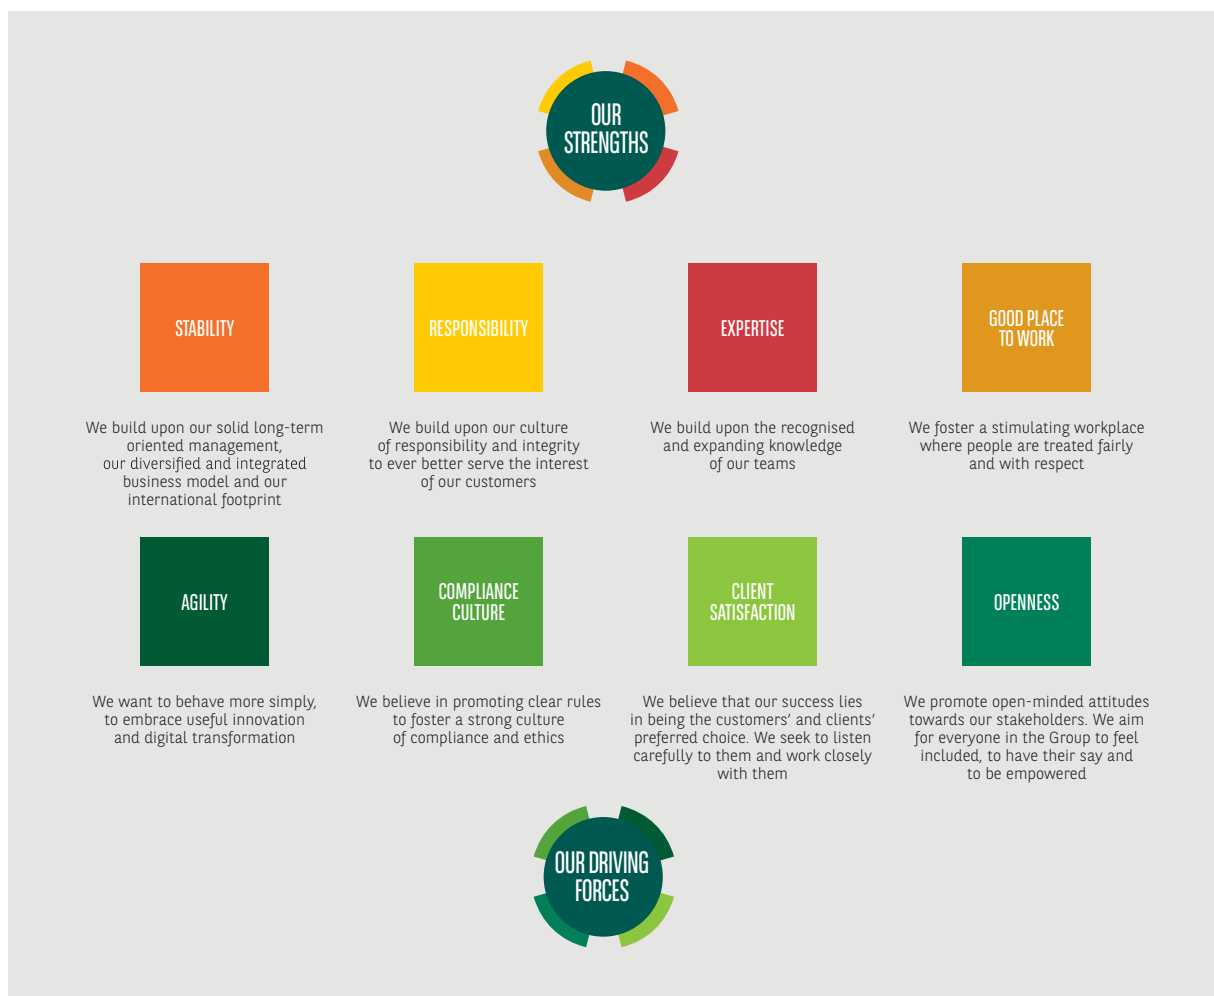 OUR
STRENGTHS
STABILITY
We build upon our solid long-term
oriented management,
our diversified and integrated
business model and our
international footprint
RESPONSIBILITY
We build upon our culture
of responsibility and integrity
to ever better serve the interest
of our customers
EXPERTISE
We build upon the recognised
and expanding knowledge
of our teams
GOOD PLACE
TO WORK
We foster a stimulating workplace
where people are treated fairly
and with respect
AGILITY
We want to behave more simply,
to embrace useful innovation
and digital transformation
COMPLIANCE
CULTURE
We believe in promoting clear rules
to foster a strong culture
of compliance and ethics
CLIENT
SATISFACTION
We believe that our success lies
in being the customers’ and clients’
preferred choice. We seek to listen
carefully to them and work closely
with them
OPENNESS
We promote open-minded attitudes
towards our stakeholders. We aim
for everyone in the Group to feel
included, to have their say and
to be empowered
OUR DRIVING
FORCES